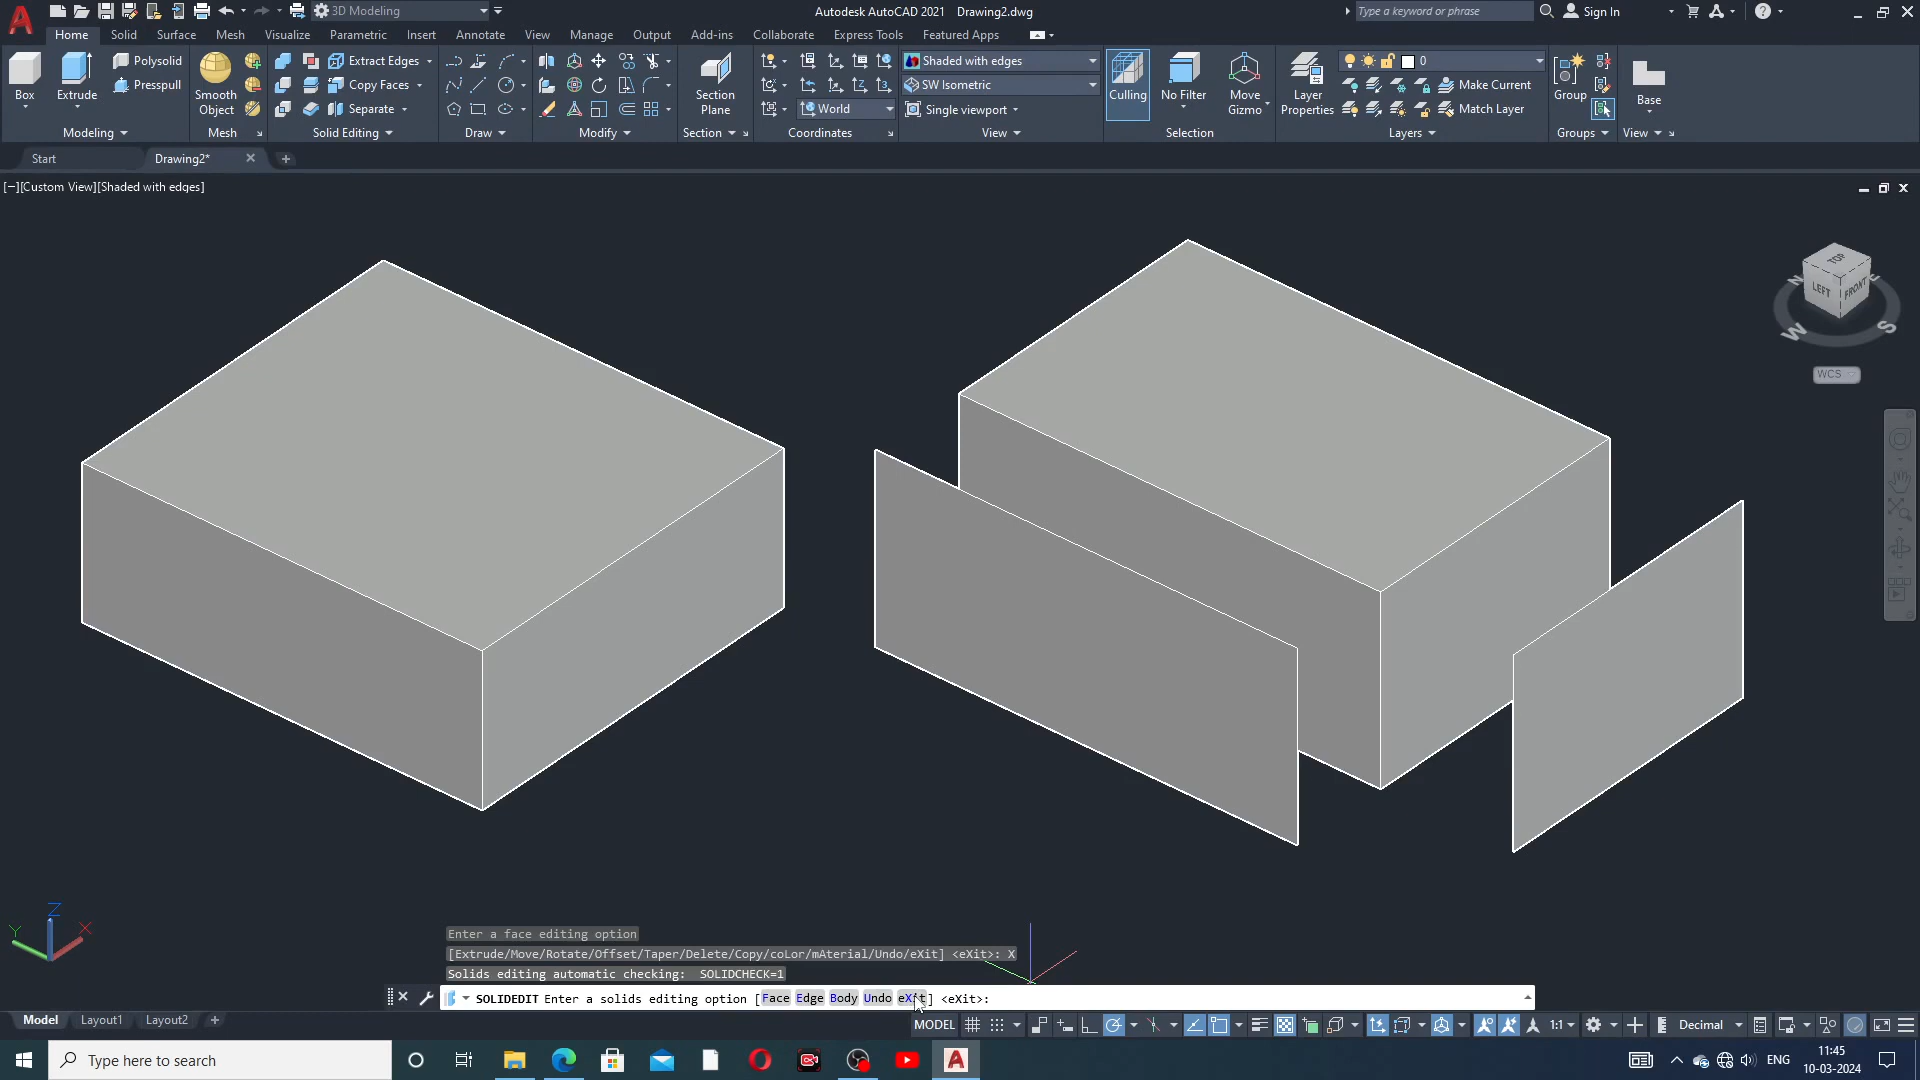 3D Modeling
Autodesk AutoCAD 2021 Drawing2.dwg
Type a keyword or phrase
Sign In
Home Solid Surface Mesh Visualize Parametric Insert Annotate View Manage Output Add-ins Collaborate Express Tools Featured Apps
Box
Extrude
Polysolid
Presspull
Modeling
Smooth
Object
Mesh
Extract Edges
Copy Faces
Separate
Solid Editing
Draw
Modify
Section
Plane
Section
World
Coordinates
Shaded with edges
SW Isometric
Single viewport
View
Culling
No Filter
Move
Gizmo
Selection
Layer
Properties
0
Make Current
Match Layer
Layers
Group
Groups
Base
View
Start
Drawing2*
[−][Custom View][Shaded with edges]
TOP
LEFT
FRONT
N
E
W
S
WCS
Z
Y
X
Enter a face editing option
[Extrude/Move/Rotate/Offset/Taper/Delete/Copy/coLor/mAterial/Undo/eXit] <eXit>: X
Solids editing automatic checking: SOLIDCHECK=1
SOLIDEDIT Enter a solids editing option [Face Edge Body Undo eXit] <eXit>:
Model Layout1 Layout2
MODEL
1:1
Decimal
Type here to search
ENG
11:45
10-03-2024